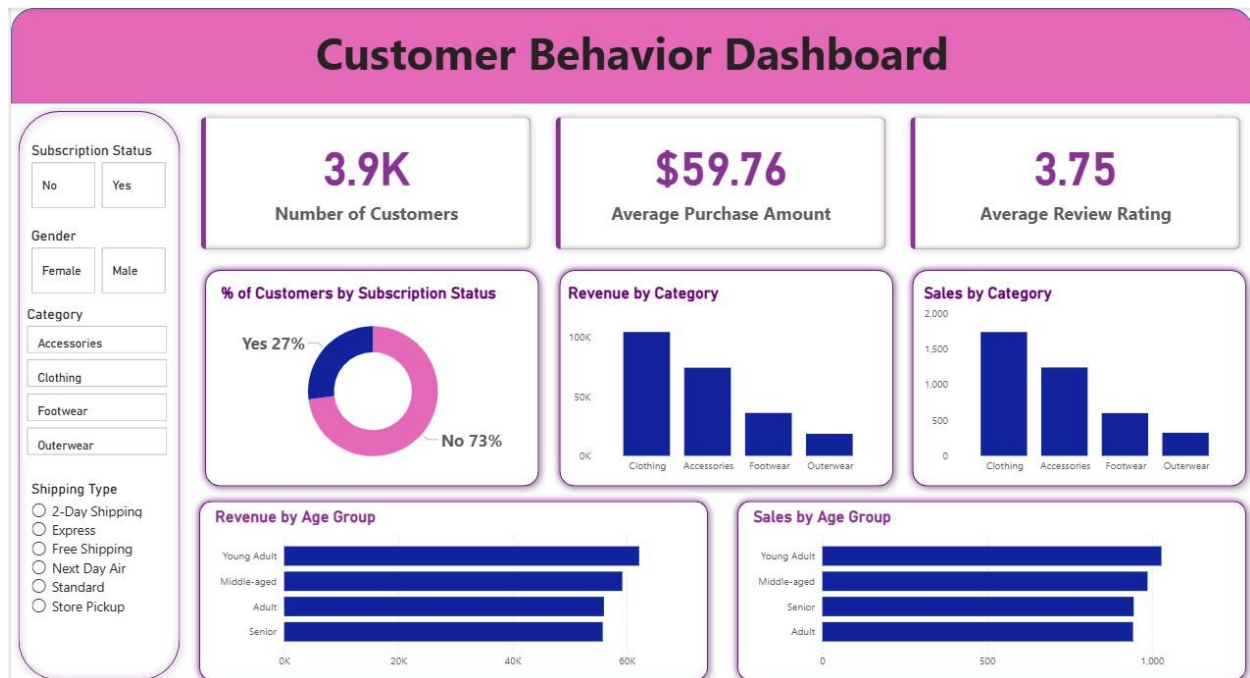 Customer Behavior Dashboard
Subscription Status
No Yes
Gender
Female Male
Category
Accessories
Clothing
Footwear
Outerwear
Shipping Type
2-Day Shipping
Express
Free Shipping
Next Day Air
Standard
Store Pickup
3.9K
Number of Customers
$59.76
Average Purchase Amount
3.75
Average Review Rating
% of Customers by Subscription Status
Yes 27%
No 73%
Revenue by Category
100K
50K
0K
Clothing Accessories Footwear Outerwear
Sales by Category
2,000
1,500
1,000
500
0
Clothing Accessories Footwear Outerwear
Revenue by Age Group
Young Adult
Middle-aged
Adult
Senior
0K 20K 40K 60K
Sales by Age Group
Young Adult
Middle-aged
Senior
Adult
0 500 1,000